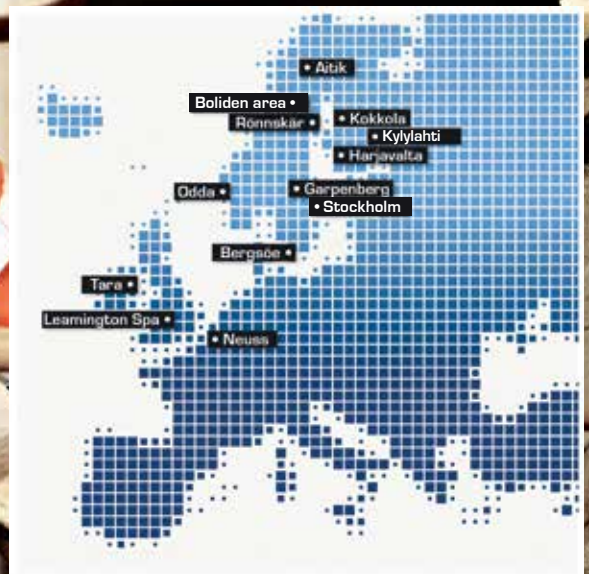 • Aitik
Boliden area •
Rönnskär •
• Kokkola
• Kylylahti
• Harjavalta
Odda •
• Garpenberg
• Stockholm
Bergsöe •
Tara •
Leamington Spa •
• Neuss